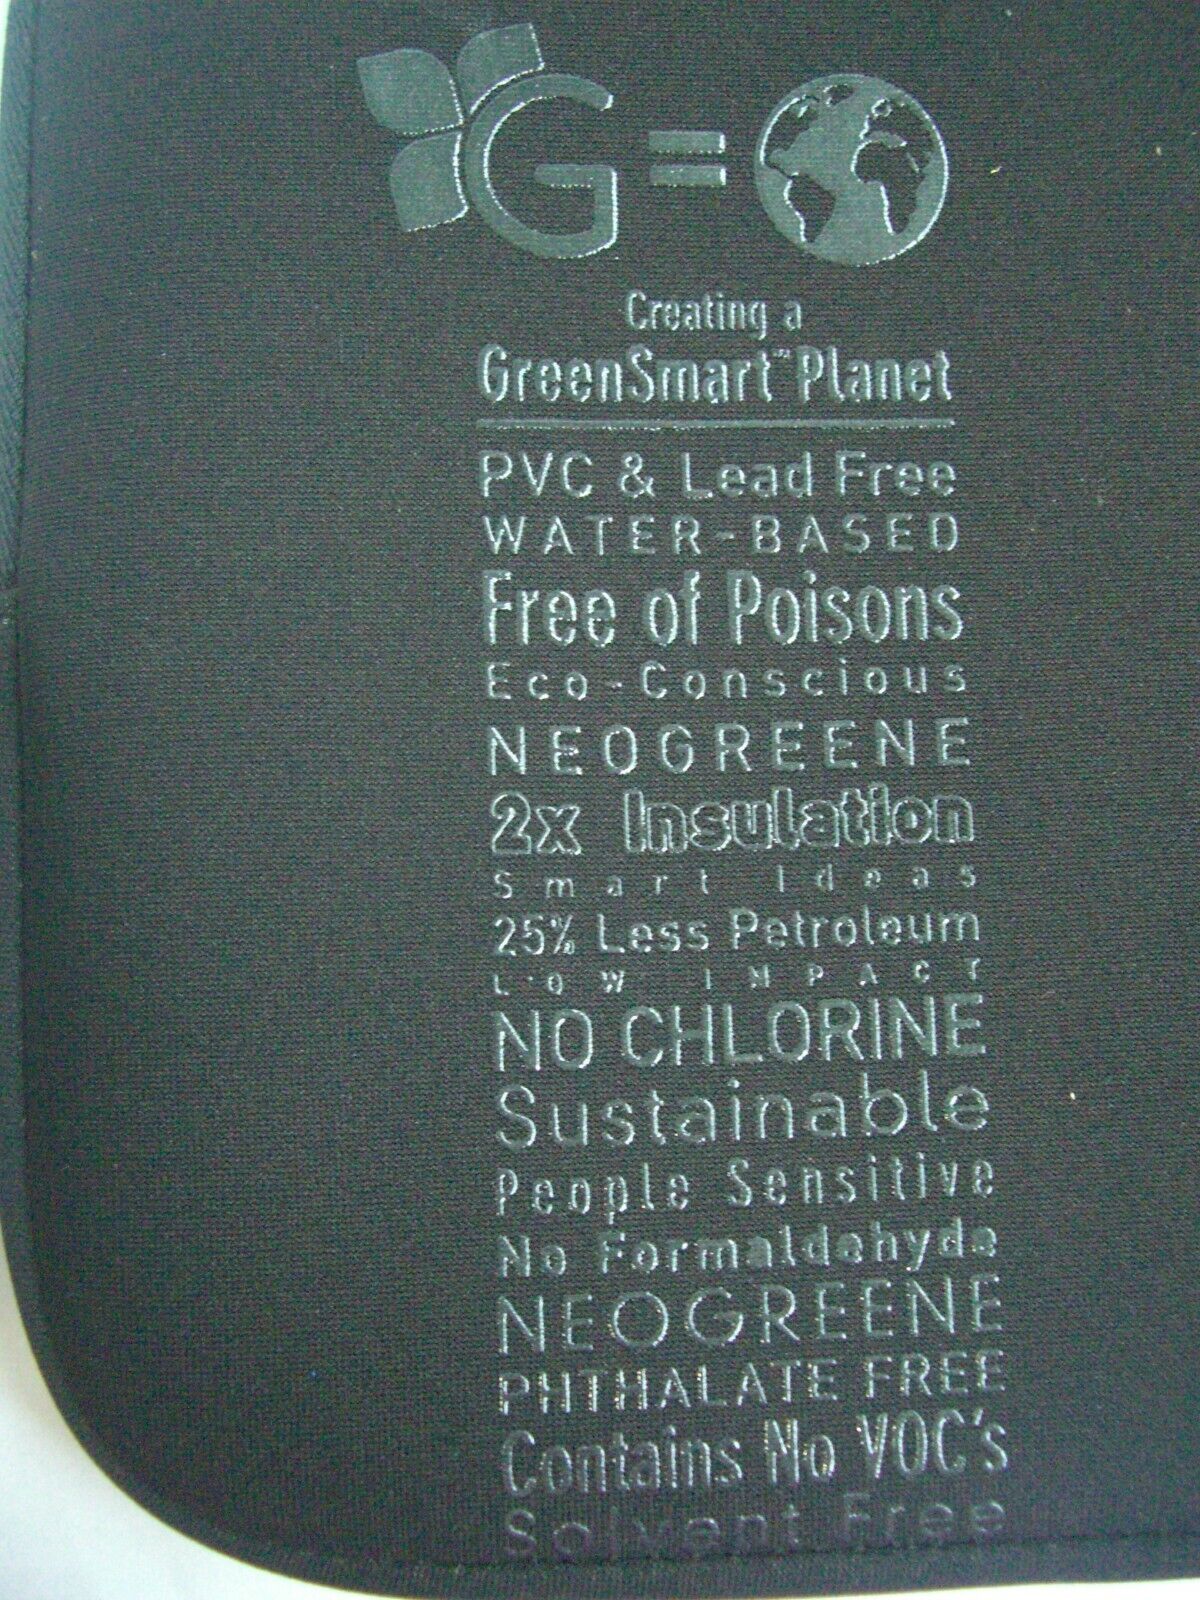 G =
Creating a
GreenSmart™ Planet
PVC & Lead Free
WATER-BASED
Free of Poisons
Eco-Conscious
NEOGREENE
2x Insulation
Smart Ideas
25% Less Petroleum
LOW IMPACT
NO CHLORINE
Sustainable
People Sensitive
No Formaldehyde
NEOGREENE
PHTHALATE FREE
Contains No VOC's
Solvent Free